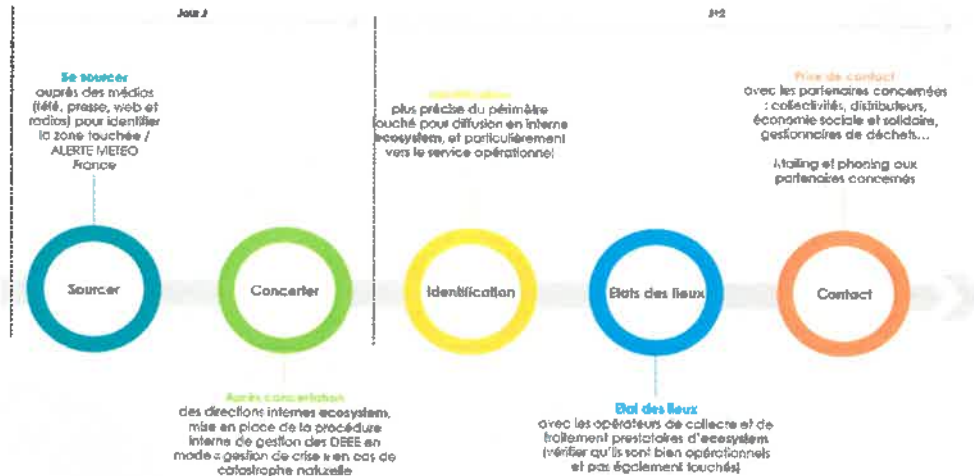 Jour J
J+2
Se sourcer
auprès des médias
(télé, presse, web et
radios) pour identifier
la zone touchée /
ALERTE METEO
France
Identification
plus précise du périmètre
touché pour diffusion en interne
ecosystem, et particulièrement
vers le service opérationnel
Prise de contact
avec les partenaires concernées
: collectivités, distributeurs,
économie sociale et solidaire,
gestionnaires de déchets...
Mailing et phoning aux
partenaires concernés
Sourcer
Concerter
Identification
Etats des lieux
Contact
Après concertation
des directions internes ecosystem,
mise en place de la procédure
interne de gestion des DEEE en
mode « gestion de crise » en cas de
catastrophe naturelle
Etat des lieux
avec les opérateurs de collecte et de
traitement prestataires d'ecosystem
(vérifier qu'ils sont bien opérationnels
et pas également touchés)